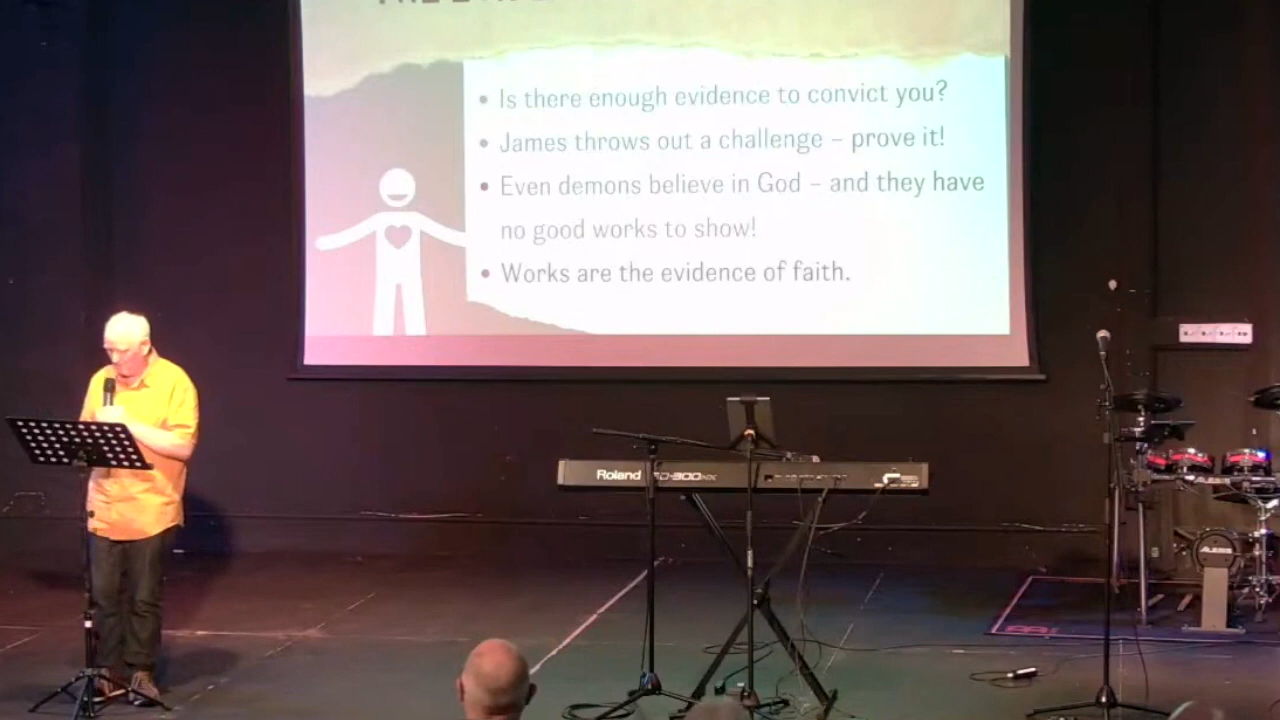 • Is there enough evidence to convict you?
• James throws out a challenge – prove it!
• Even demons believe in God – and they have
no good works to show!
• Works are the evidence of faith.
Roland
ALESIS